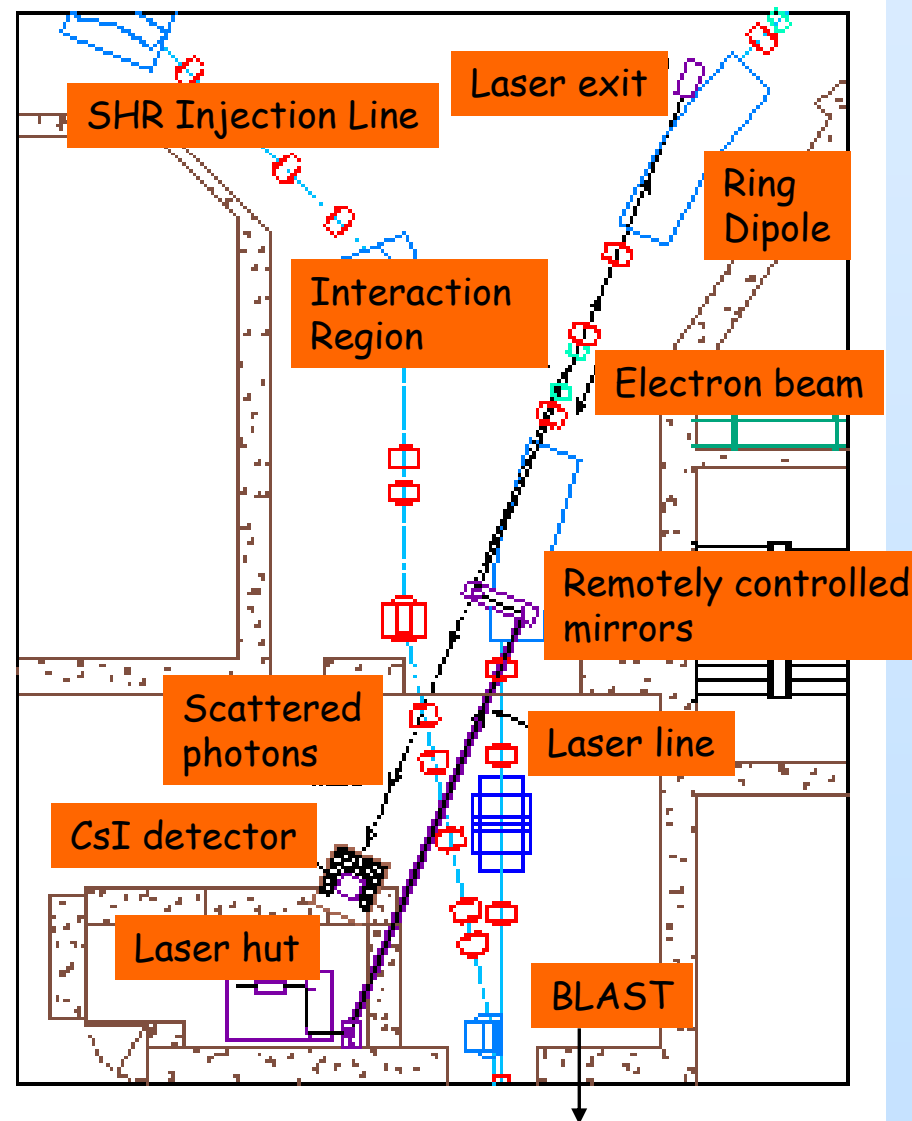 Laser exit
SHR Injection Line
Ring
Dipole
Interaction
Region
Electron beam
Remotely controlled
mirrors
Scattered
photons
Laser line
CsI detector
Laser hut
BLAST